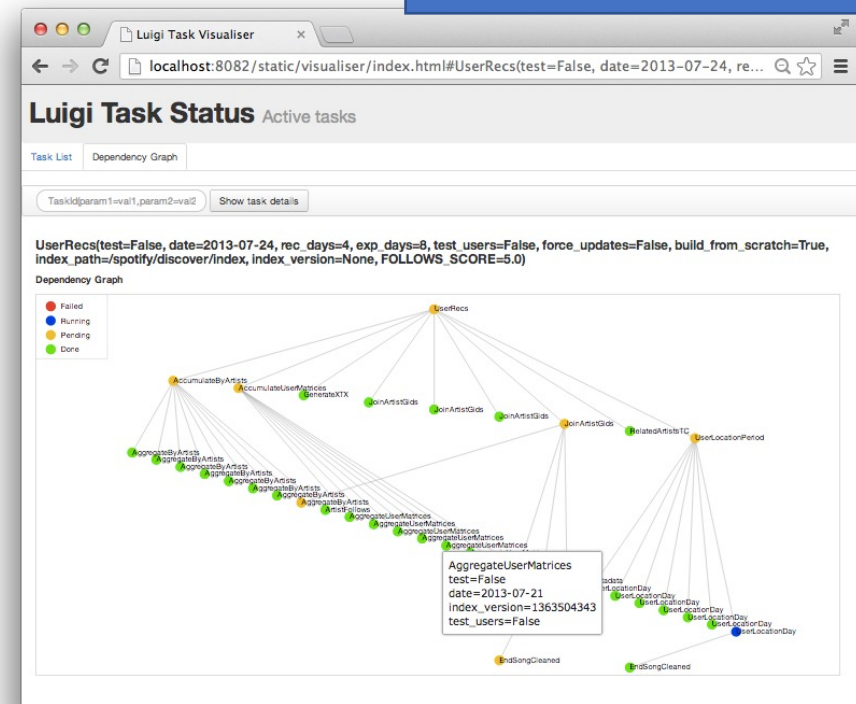 Luigi Task Visualiser
localhost:8082/static/visualiser/index.html#UserRecs(test=False, date=2013-07-24, re...
Luigi Task Status Active tasks
Task List Dependency Graph
TaskId(param1=val1,param2=val2 Show task details
UserRecs(test=False, date=2013-07-24, rec_days=4, exp_days=8, test_users=False, force_updates=False, build_from_scratch=True,
index_path=/spotify/discover/index, index_version=None, FOLLOWS_SCORE=5.0)
Dependency Graph
Failed
Running
Pending
Done
UserRecs
AccumulateByArtists
AccumulateUserMatrices
GenerateXTX
JoinArtistGids
JoinArtistGids
JoinArtistGids
JoinArtistGids
RelatedArtistsTC
UserLocationPeriod
AggregateByArtists
AggregateByArtists
AggregateByArtists
AggregateByArtists
AggregateByArtists
AggregateByArtists
AggregateByArtists
AggregateByArtists
ArtistFollows
AggregateUserMatrices
AggregateUserMatrices
AggregateUserMatrices
AggregateUserMatrices
AggregateUserMatrices
AggregateUserMatrices
test=False
date=2013-07-21
index_version=1363504343
test_users=False
UserLocationDay
UserLocationDay
UserLocationDay
UserLocationDay
UserLocationDay
UserLocationDay
EndSongCleaned
EndSongCleaned